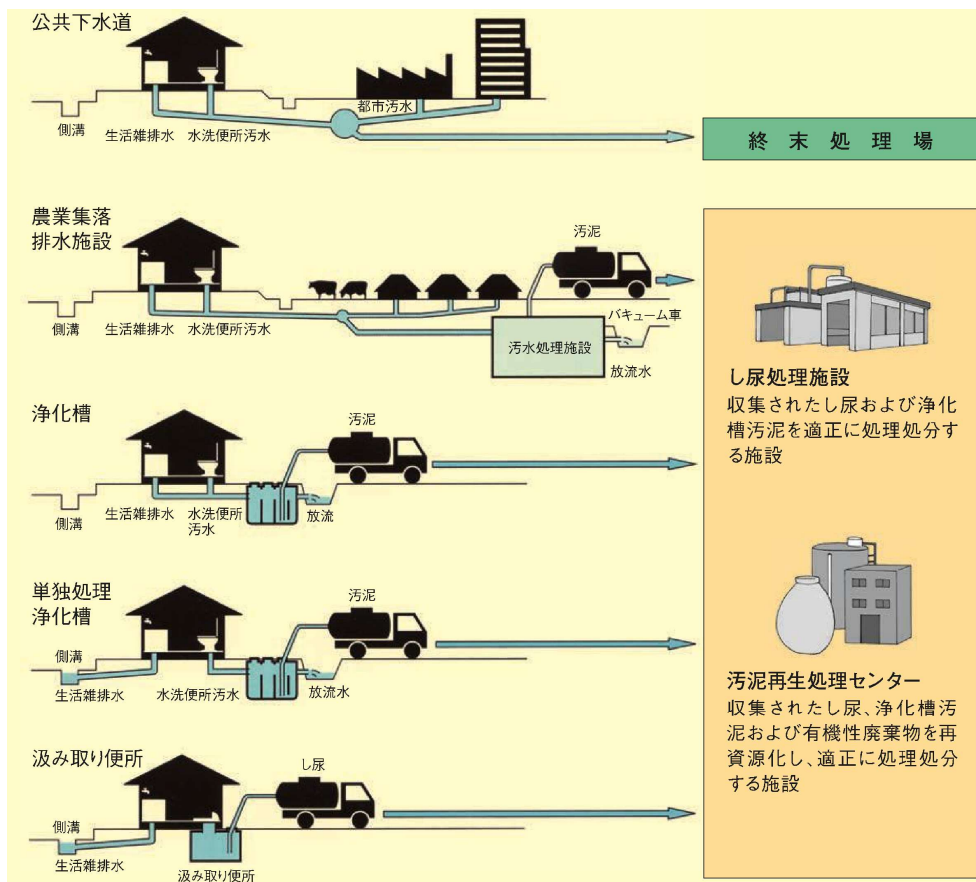 公共下水道
都市汚水
側溝
生活雑排水
水洗便所汚水
終末処理場
農業集落
排水施設
汚泥
バキューム車
側溝
生活雑排水
水洗便所汚水
汚水処理施設
放流水
浄化槽
汚泥
側溝
生活雑排水
水洗便所
汚水
放流
単独処理
浄化槽
汚泥
側溝
生活雑排水
水洗便所汚水
放流水
汲み取り便所
し尿
側溝
生活雑排水
汲み取り便所
し尿処理施設
収集されたし尿および浄化
槽汚泥を適正に処理処分す
る施設
汚泥再生処理センター
収集されたし尿、浄化槽汚
泥および有機性廃棄物を再
資源化し、適正に処理処分
する施設